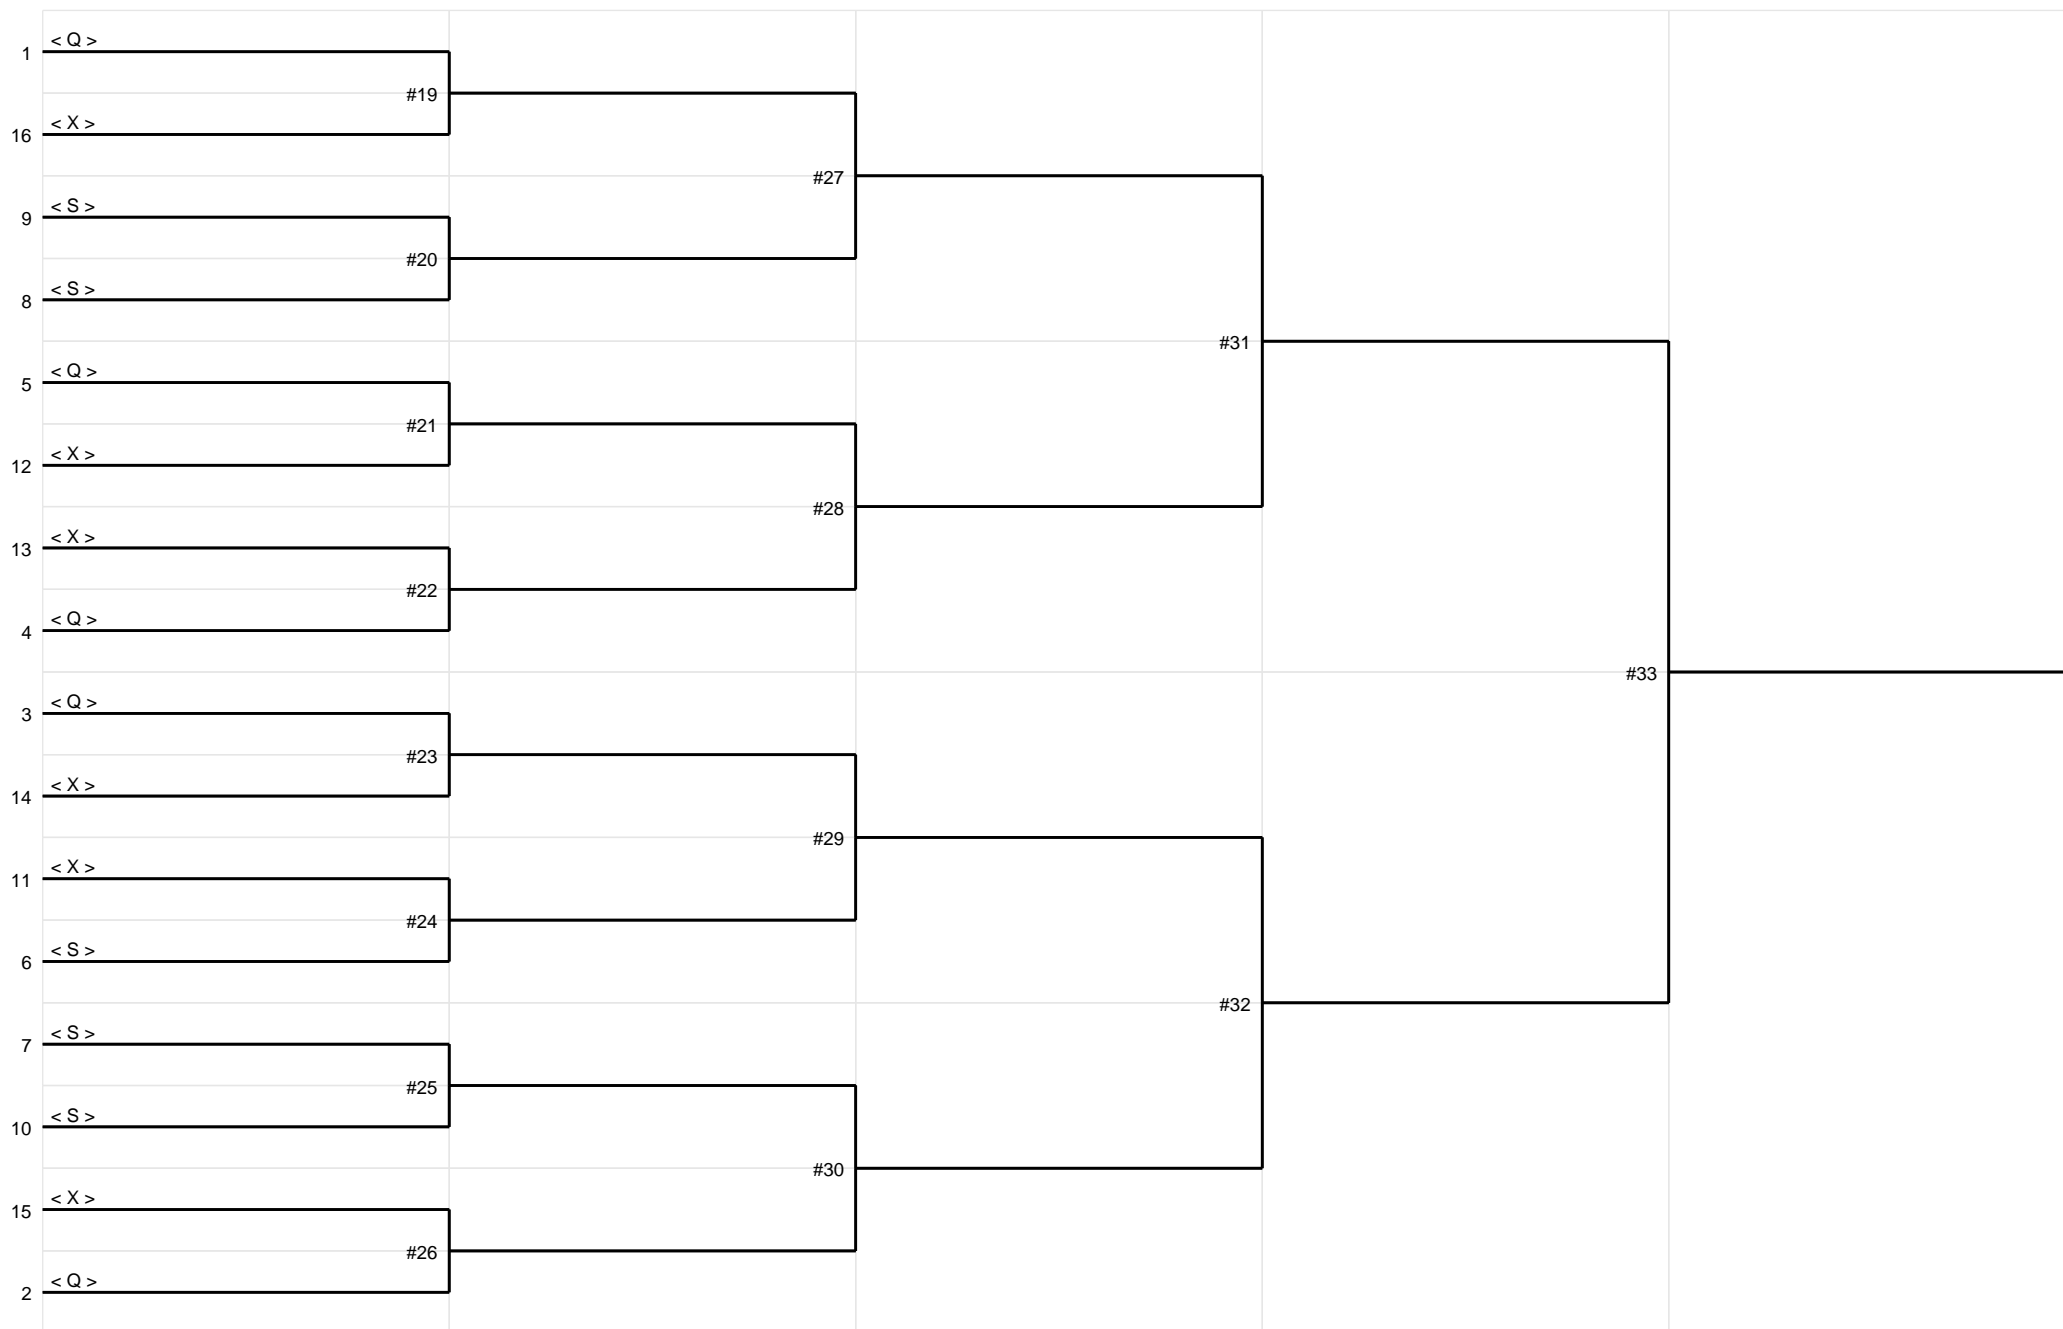 < Q >
1
#19
< X >
16
#27
< S >
9
#20
< S >
8
#31
< Q >
5
#21
< X >
12
#28
< X >
13
#22
< Q >
4
#33
< Q >
3
#23
< X >
14
#29
< X >
11
#24
< S >
6
#32
< S >
7
#25
< S >
10
#30
< X >
15
#26
< Q >
2